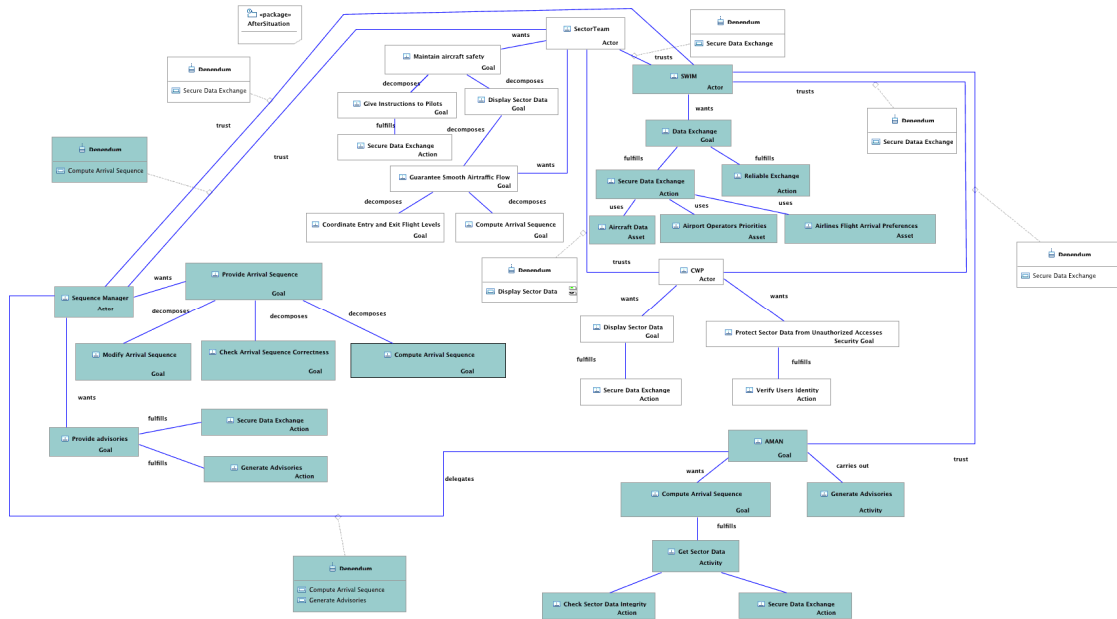 «package»
AfterSituation
SectorTeam
Actor
wants
Dependum
Secure Data Exchange
trusts
Maintain aircraft safety
Goal
Dependum
Secure Data Exchange
decomposes
decomposes
SWIM
Actor
trusts
Give Instructions to Pilots
Goal
Display Sector Data
Goal
wants
trust
fulfills
decomposes
Data Exchange
Goal
Dependum
Secure Dataa Exchange
Dependum
Compute Arrival Sequence
trust
Secure Data Exchange
Action
wants
fulfills
fulfills
Guarantee Smooth Airtraffic Flow
Goal
Secure Data Exchange
Action
Reliable Exchange
Action
decomposes
decomposes
uses
uses
uses
Coordinate Entry and Exit Flight Levels
Goal
Compute Arrival Sequence
Goal
Aircraft Data
Asset
Airport Operators Priorities
Asset
Airlines Flight Arrival Preferences
Asset
Dependum
Display Sector Data
trusts
CWP
Actor
Dependum
Secure Data Exchange
Sequence Manager
Actor
wants
Provide Arrival Sequence
Goal
decomposes
decomposes
decomposes
wants
wants
Display Sector Data
Goal
Protect Sector Data from Unauthorized Accesses
Security Goal
Modify Arrival Sequence
Goal
Check Arrival Sequence Correctness
Goal
Compute Arrival Sequence
Goal
fulfills
fulfills
Secure Data Exchange
Action
Verify Users Identity
Action
wants
Provide advisories
Goal
fulfills
fulfills
Secure Data Exchange
Action
Generate Advisories
Action
AMAN
Goal
trust
delegates
wants
carries out
Compute Arrival Sequence
Goal
Generate Advisories
Activity
fulfills
Get Sector Data
Activity
Dependum
Compute Arrival Sequence
Generate Advisories
Check Sector Data Integrity
Action
Secure Data Exchange
Action